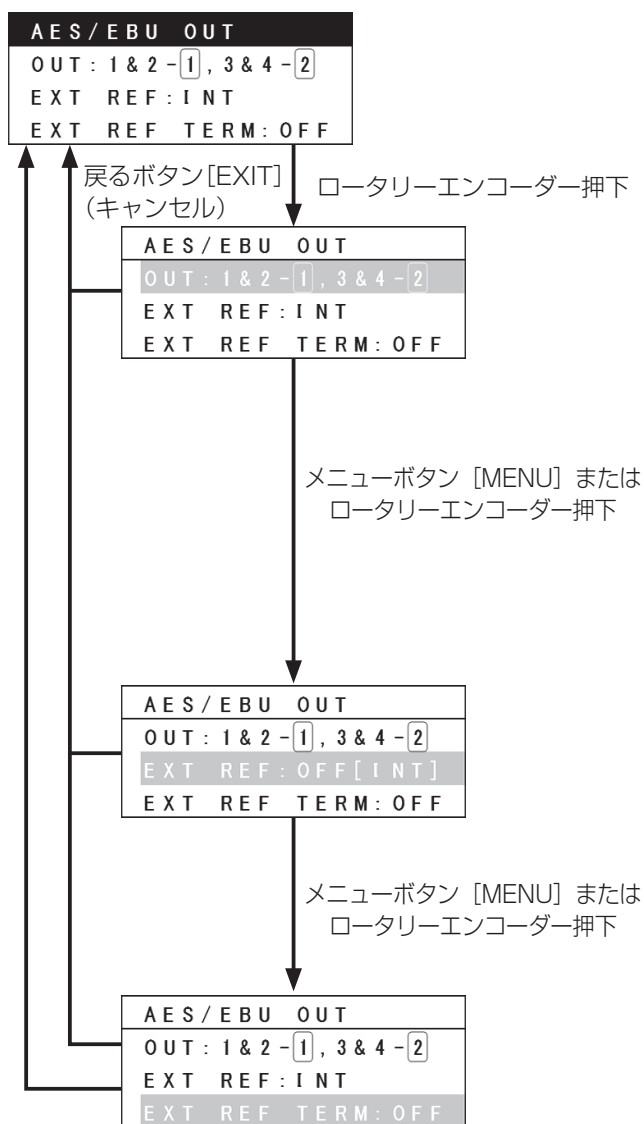 AES/EBU OUT
OUT:1&2-1,3&4-2
EXT REF:INT
EXT REF TERM:OFF
戻るボタン[EXIT]
（キャンセル）
ロータリーエンコーダー押下
AES/EBU OUT
OUT:1&2-1,3&4-2
EXT REF:INT
EXT REF TERM:OFF
メニューボタン［MENU］または
ロータリーエンコーダー押下
AES/EBU OUT
OUT:1&2-1,3&4-2
EXT REF:OFF[INT]
EXT REF TERM:OFF
メニューボタン［MENU］または
ロータリーエンコーダー押下
AES/EBU OUT
OUT:1&2-1,3&4-2
EXT REF:INT
EXT REF TERM:OFF